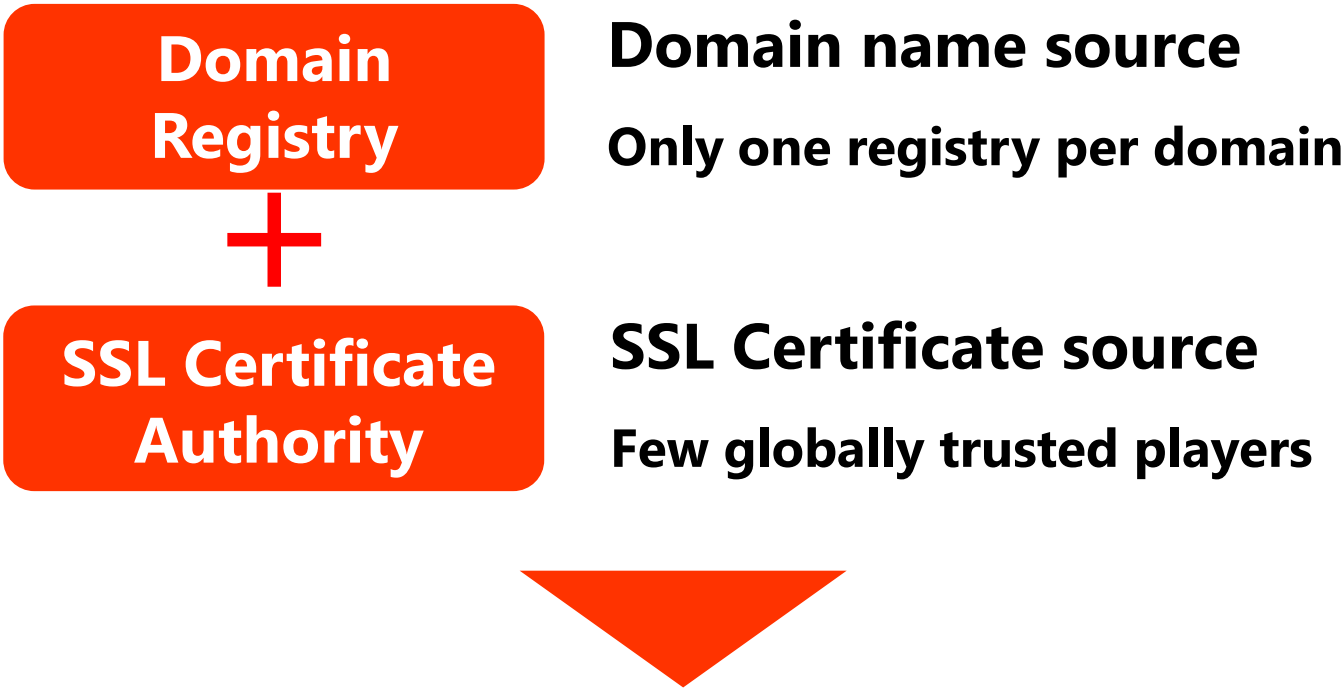 Domain
Registry
Domain name source
Only one registry per domain
SSL Certificate
Authority
SSL Certificate source
Few globally trusted players